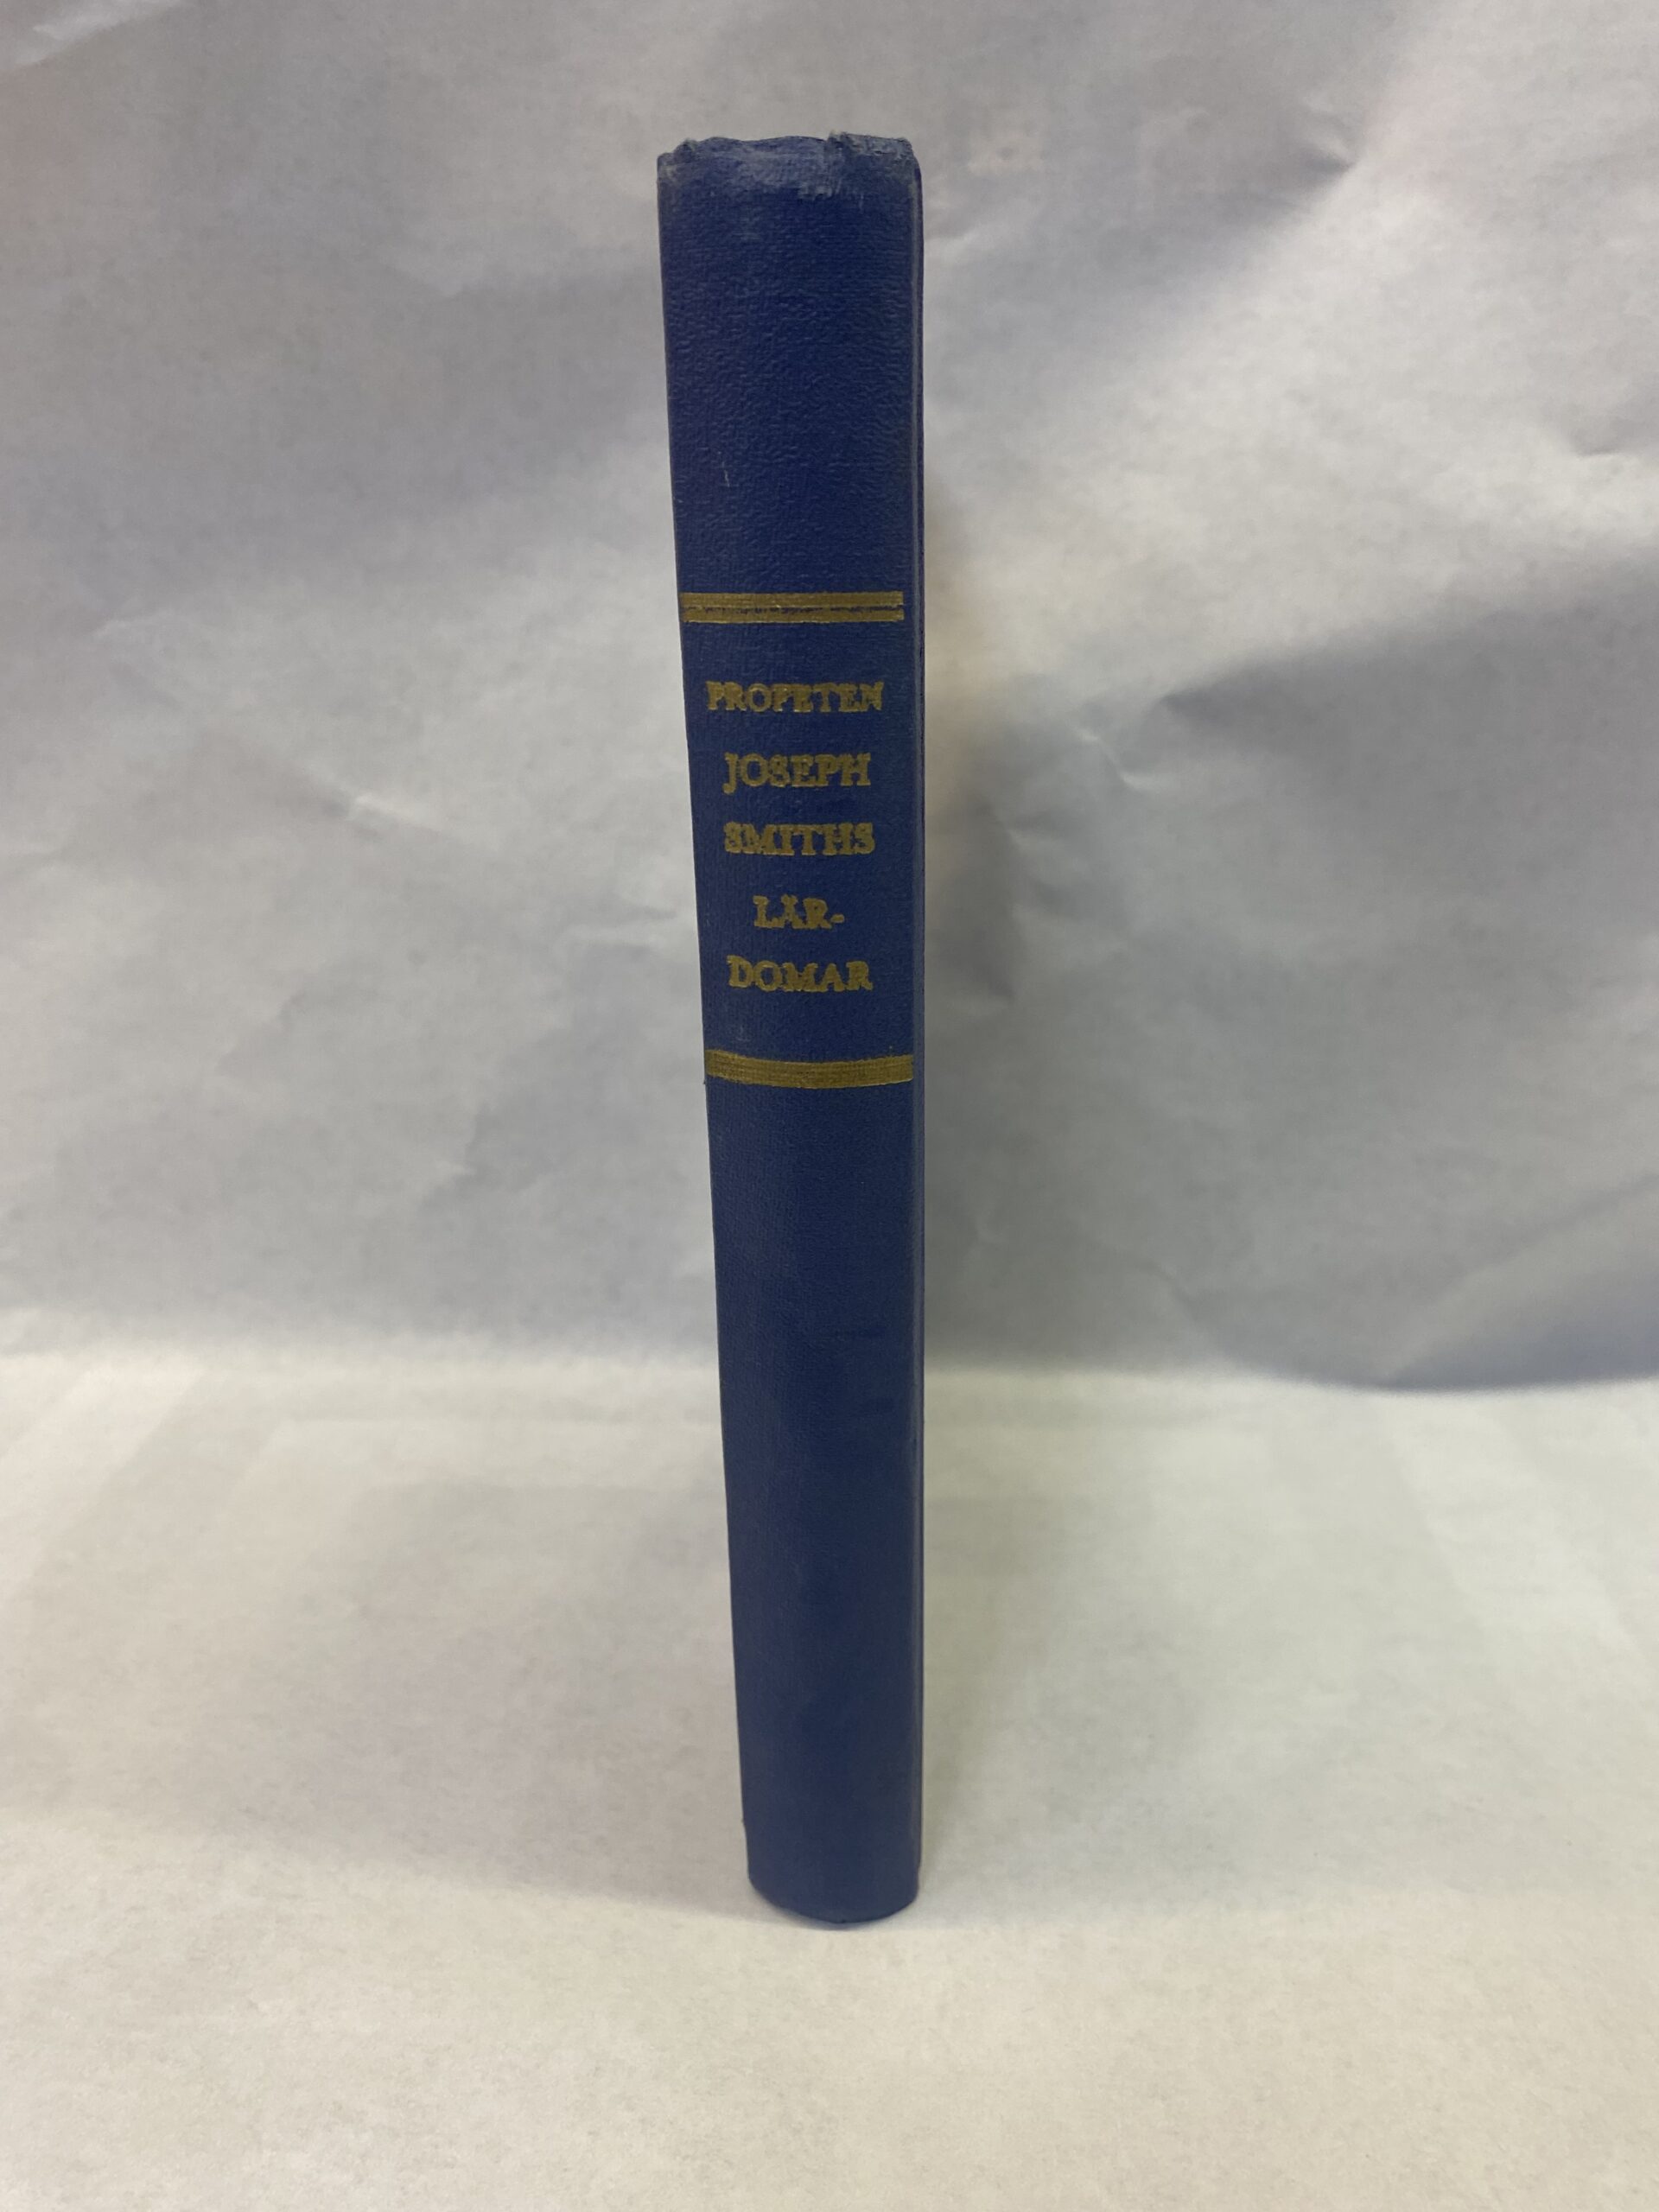 PROFETEN
JOSEPH
SMITHS
LÄR-
DOMAR